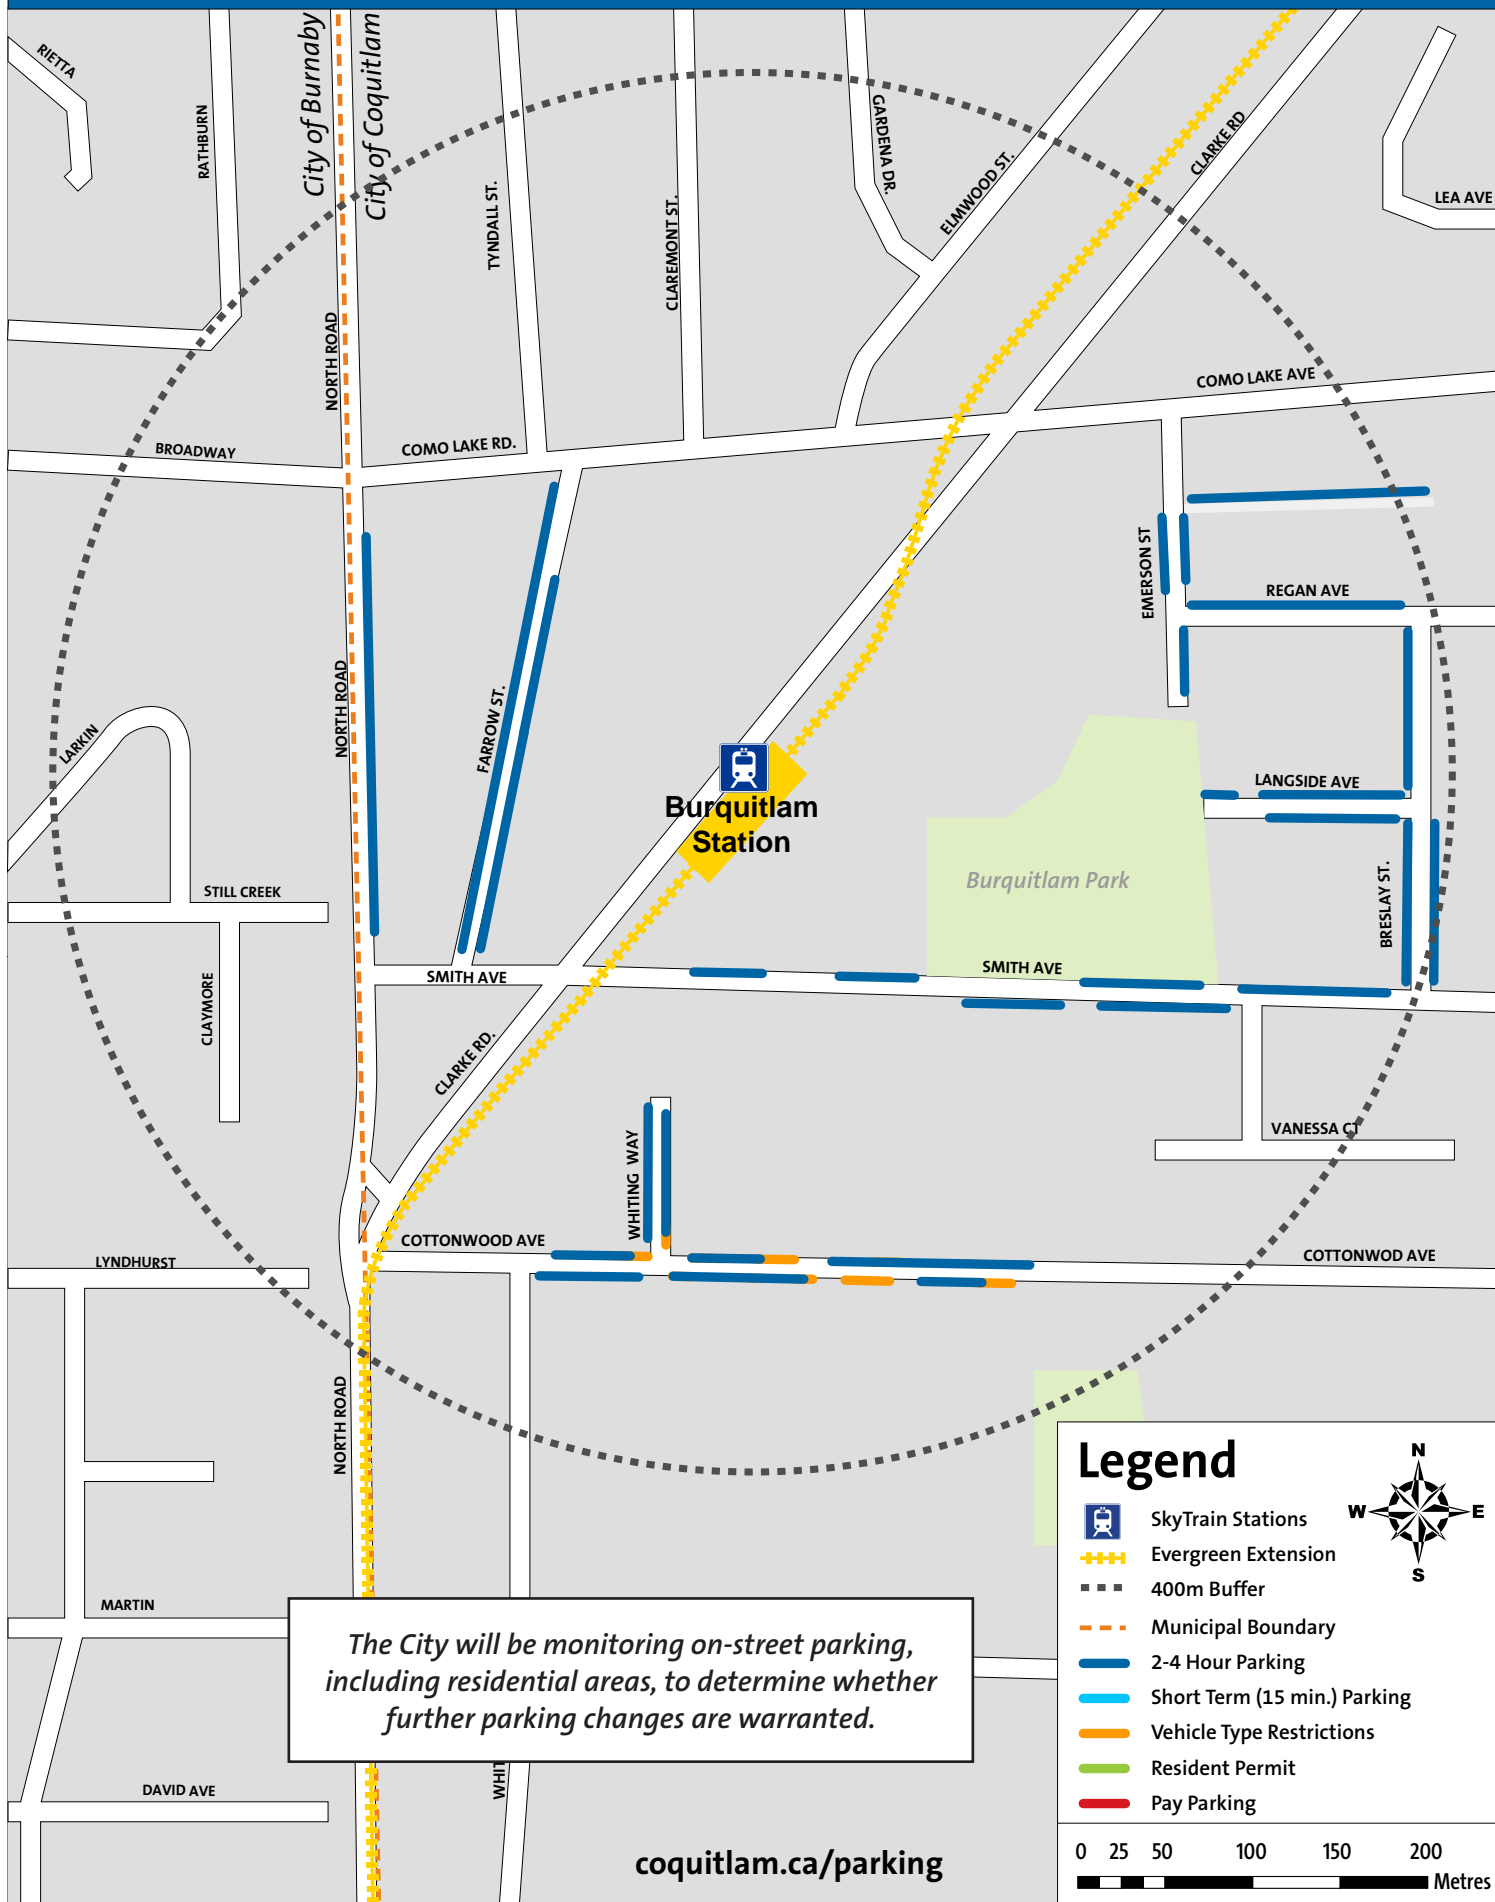 RIETTA
RATHBURN
City of Burnaby
City of Coquitlam
NORTH ROAD
TYNDALL ST.
CLAREMONT ST.
GARDENA DR.
ELMWOOD ST.
CLARKE RD
LEA AVE
COMO LAKE AVE
BROADWAY
COMO LAKE RD.
EMERSON ST
REGAN AVE
LARKIN
NORTH ROAD
FARROW ST.
Burquitlam
Station
LANGSIDE AVE
Burquitlam Park
BRESLAY ST.
STILL CREEK
CLAYMORE
SMITH AVE
SMITH AVE
CLARKE RD.
WHITING WAY
VANESSA CT
COTTONWOOD AVE
COTTONWOD AVE
LYNDHURST
NORTH ROAD
MARTIN
DAVID AVE
WHIT
The City will be monitoring on-street parking,
including residential areas, to determine whether
further parking changes are warranted.
coquitlam.ca/parking
Legend
N
W
E
S
SkyTrain Stations
Evergreen Extension
400m Buffer
Municipal Boundary
2-4 Hour Parking
Short Term (15 min.) Parking
Vehicle Type Restrictions
Resident Permit
Pay Parking
0 25 50 100 150 200
Metres